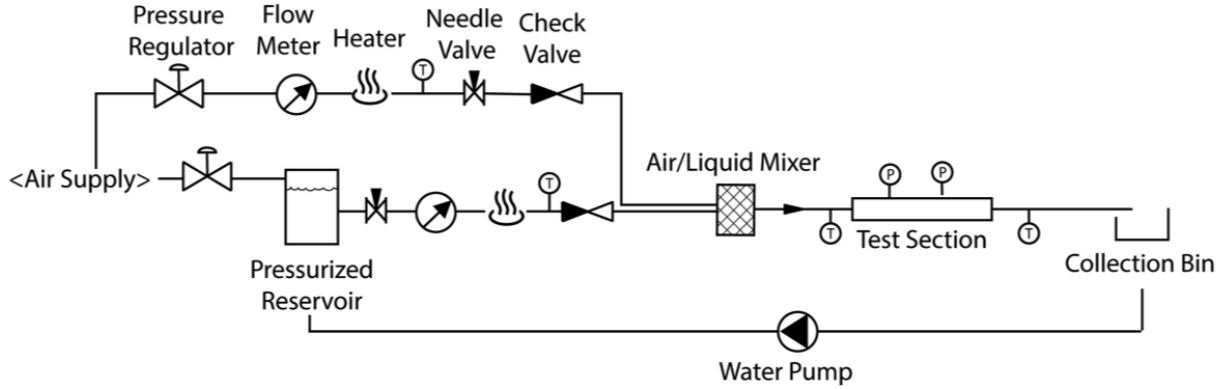 Pressure
Regulator
Flow
Meter
Heater
Needle
Valve
Check
Valve
T
<Air Supply>
T
Air/Liquid Mixer
P
P
T
Test Section
T
Collection Bin
Pressurized
Reservoir
Water Pump